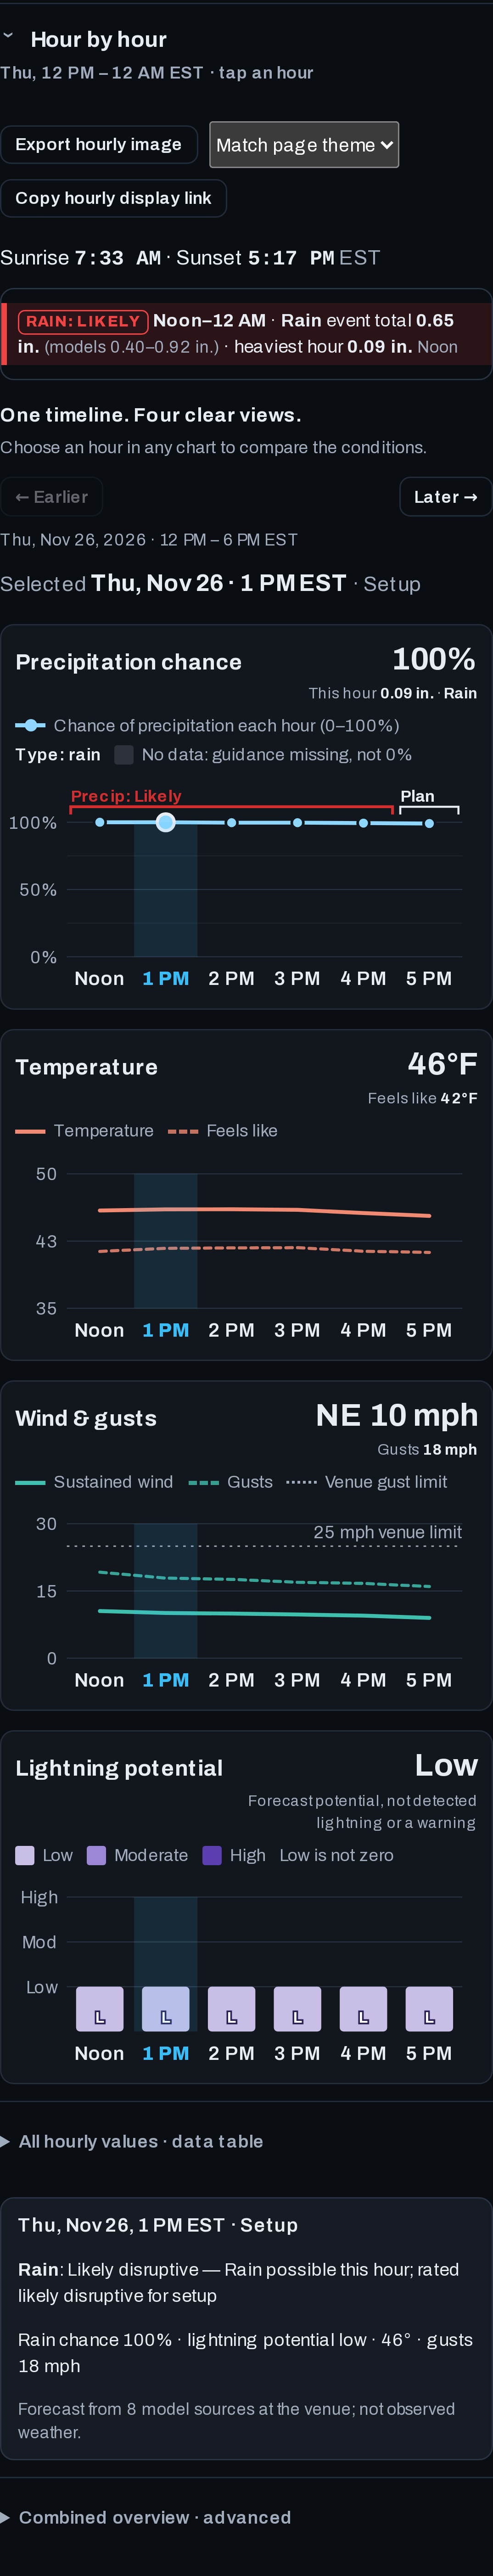 Hour by hour
Thu, 12 PM – 12 AM EST · tap an hour
Export hourly image
Match page theme
Copy hourly display link
Sunrise 7:33 AM · Sunset 5:17 PM EST
RAIN: LIKELY Noon–12 AM · Rain event total 0.65
in. (models 0.40–0.92 in.) · heaviest hour 0.09 in. Noon
One timeline. Four clear views.
Choose an hour in any chart to compare the conditions.
← Earlier
Later →
Thu, Nov 26, 2026 · 12 PM – 6 PM EST
Selected Thu, Nov 26 · 1 PM EST · Setup
Precipitation chance
100%
This hour 0.09 in. · Rain
Chance of precipitation each hour (0–100%)
Type: rain No data: guidance missing, not 0%
Precip: Likely
Plan
100%
50%
0%
Noon 1 PM 2 PM 3 PM 4 PM 5 PM
Temperature
46°F
Feels like 42°F
Temperature Feels like
50
43
35
Noon 1 PM 2 PM 3 PM 4 PM 5 PM
Wind & gusts
NE 10 mph
Gusts 18 mph
Sustained wind Gusts Venue gust limit
30
25 mph venue limit
15
0
Noon 1 PM 2 PM 3 PM 4 PM 5 PM
Lightning potential
Low
Forecast potential, not detected
lightning or a warning
Low Moderate High Low is not zero
High
Mod
Low
L L L L L L
Noon 1 PM 2 PM 3 PM 4 PM 5 PM
All hourly values · data table
Thu, Nov 26, 1 PM EST · Setup
Rain: Likely disruptive — Rain possible this hour; rated
likely disruptive for setup
Rain chance 100% · lightning potential low · 46° · gusts
18 mph
Forecast from 8 model sources at the venue; not observed
weather.
Combined overview · advanced